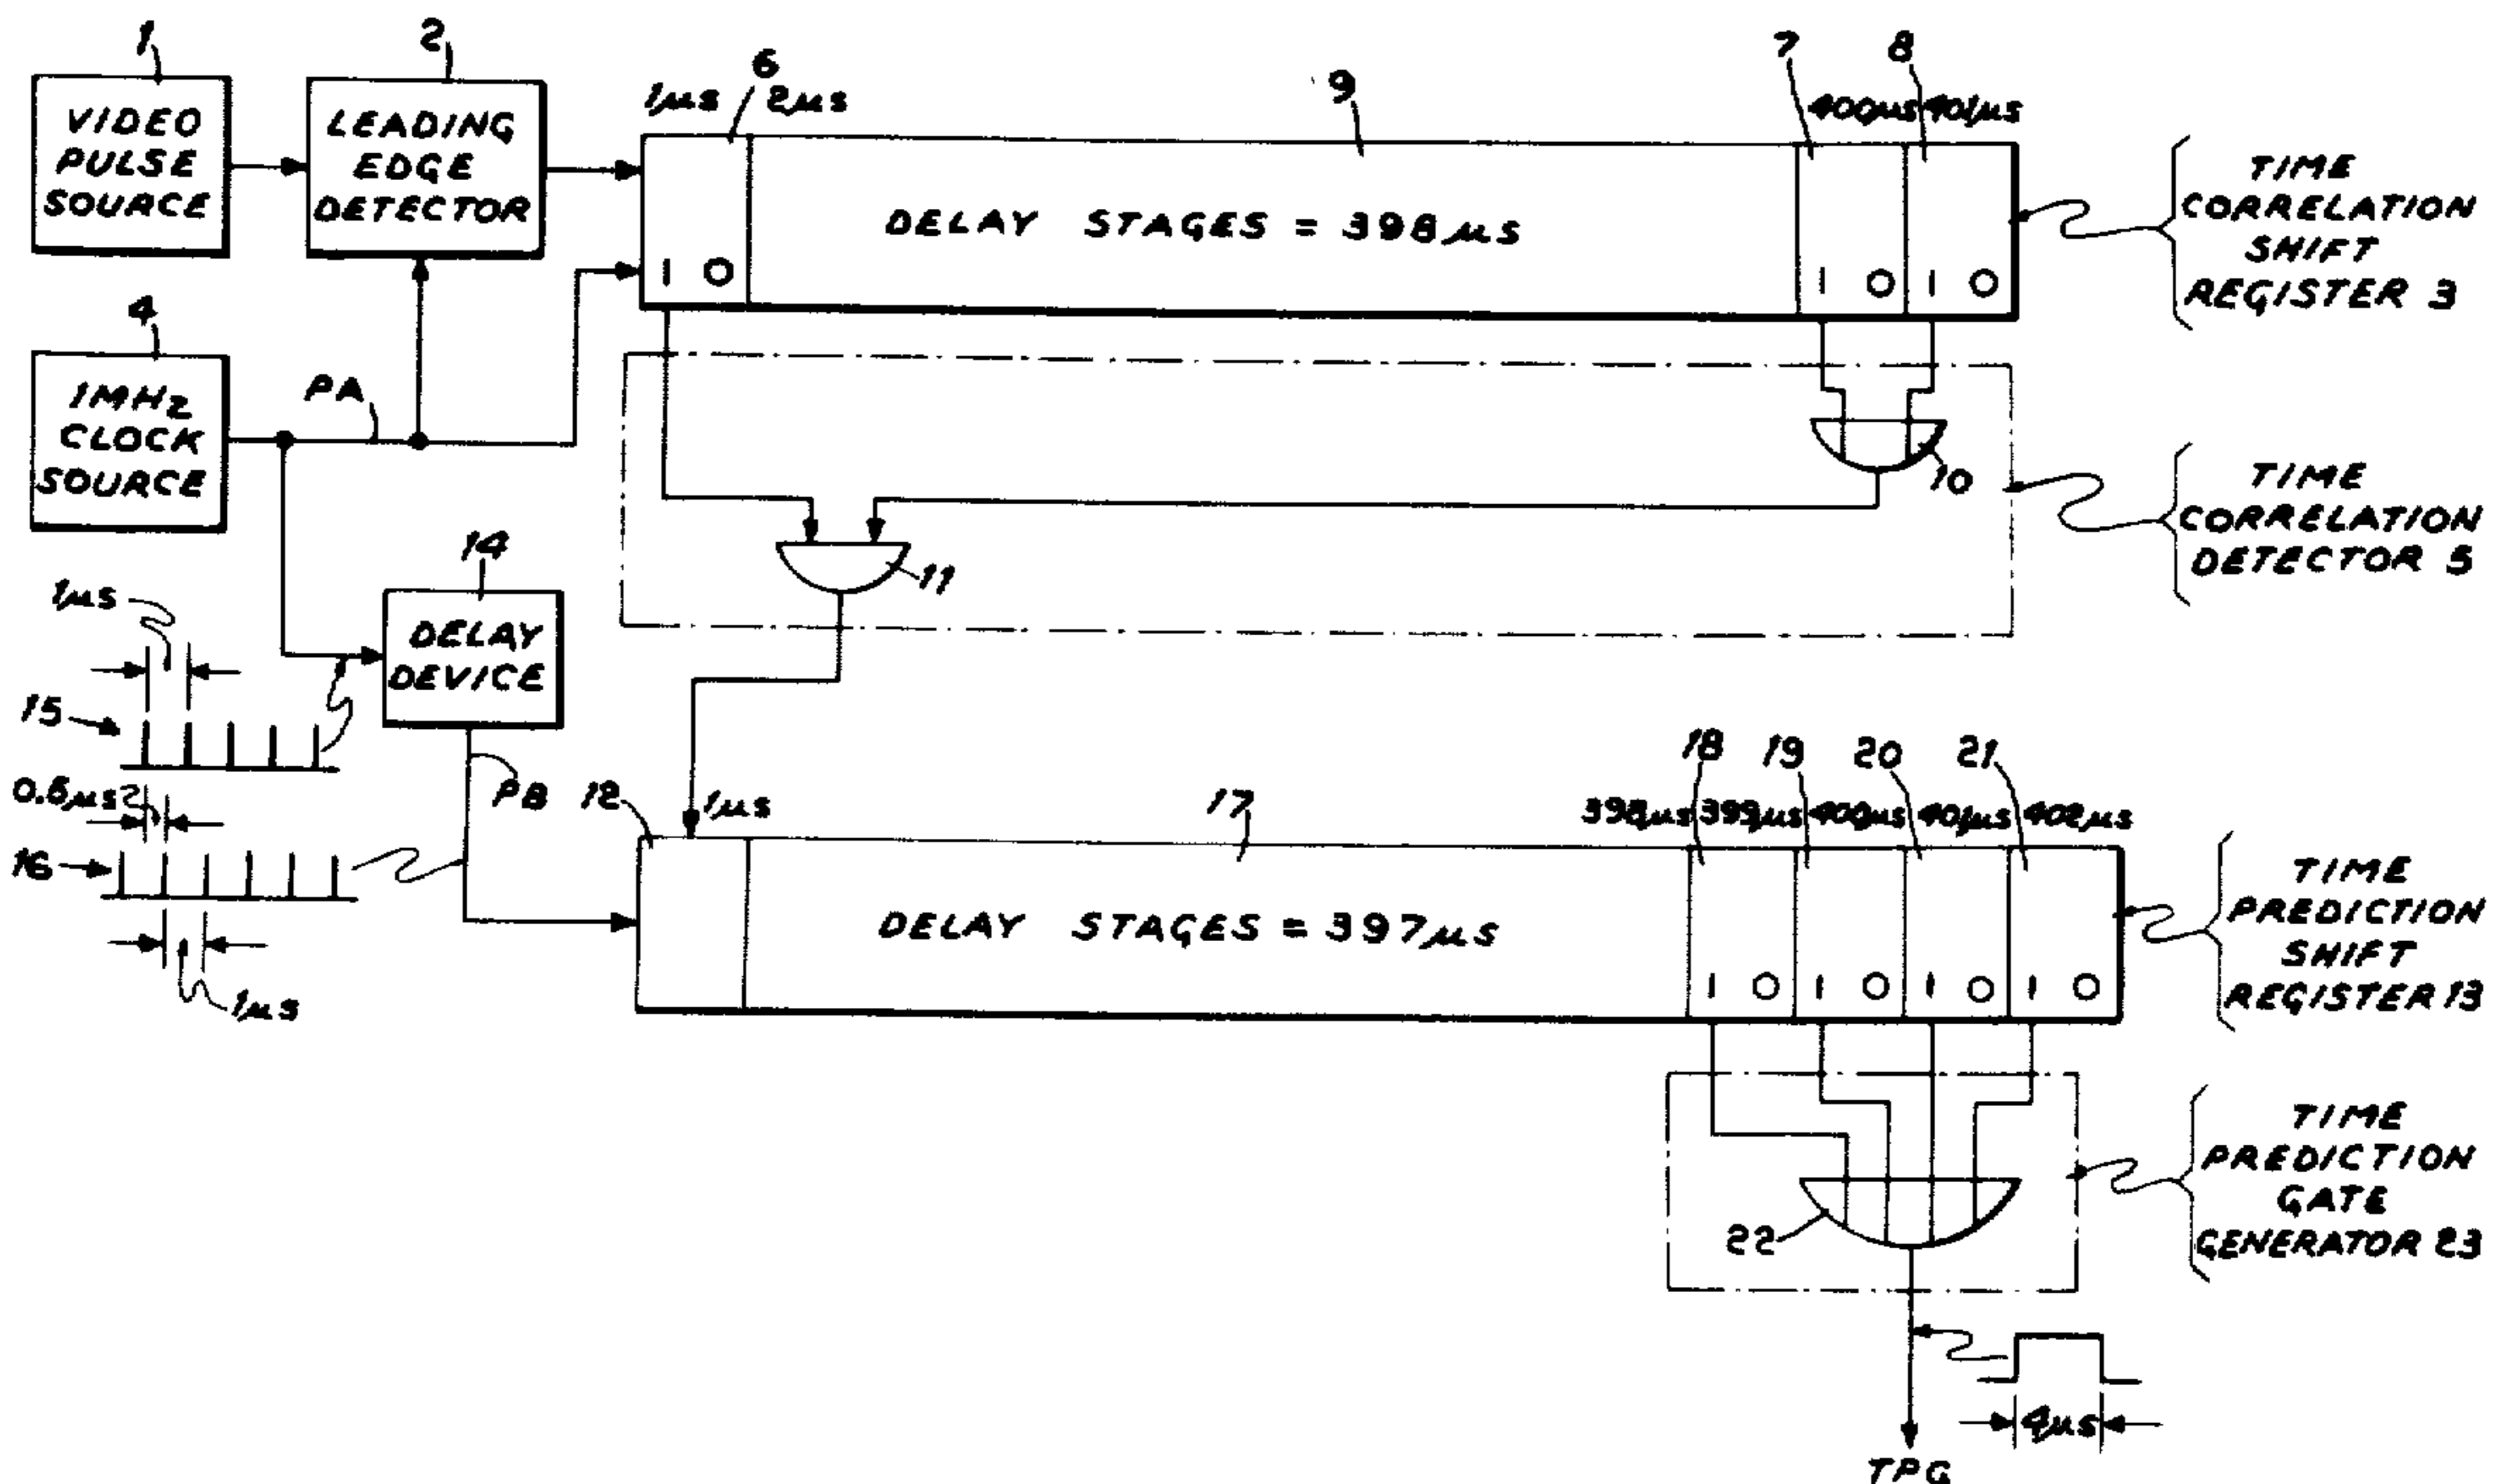 1
2
VIDEO
PULSE
SOURCE
LEADING
EDGE
DETECTOR
1μs
6
2μs
9
7
8
400μs
401μs
DELAY STAGES = 398μs
1 0
1 0
1 0
TIME
CORRELATION
SHIFT
REGISTER 3
4
1MHz
CLOCK
SOURCE
PA
10
11
TIME
CORRELATION
DETECTOR 5
14
DELAY
DEVICE
1μs
15
0.5μs
16
1μs
PB
12
1μs
17
18
19
20
21
398μs
399μs
400μs
401μs
402μs
DELAY STAGES = 397μs
1 0
1 0
1 0
1 0
TIME
PREDICTION
SHIFT
REGISTER 13
22
TIME
PREDICTION
GATE
GENERATOR 23
4μs
TPG